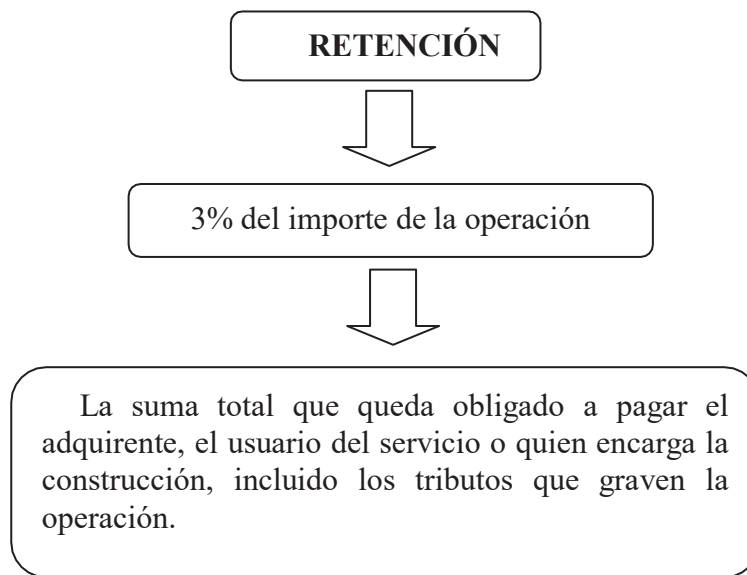 RETENCIÓN
3% del importe de la operación
La suma total que queda obligado a pagar el
adquirente, el usuario del servicio o quien encarga la
construcción, incluido los tributos que graven la
operación.